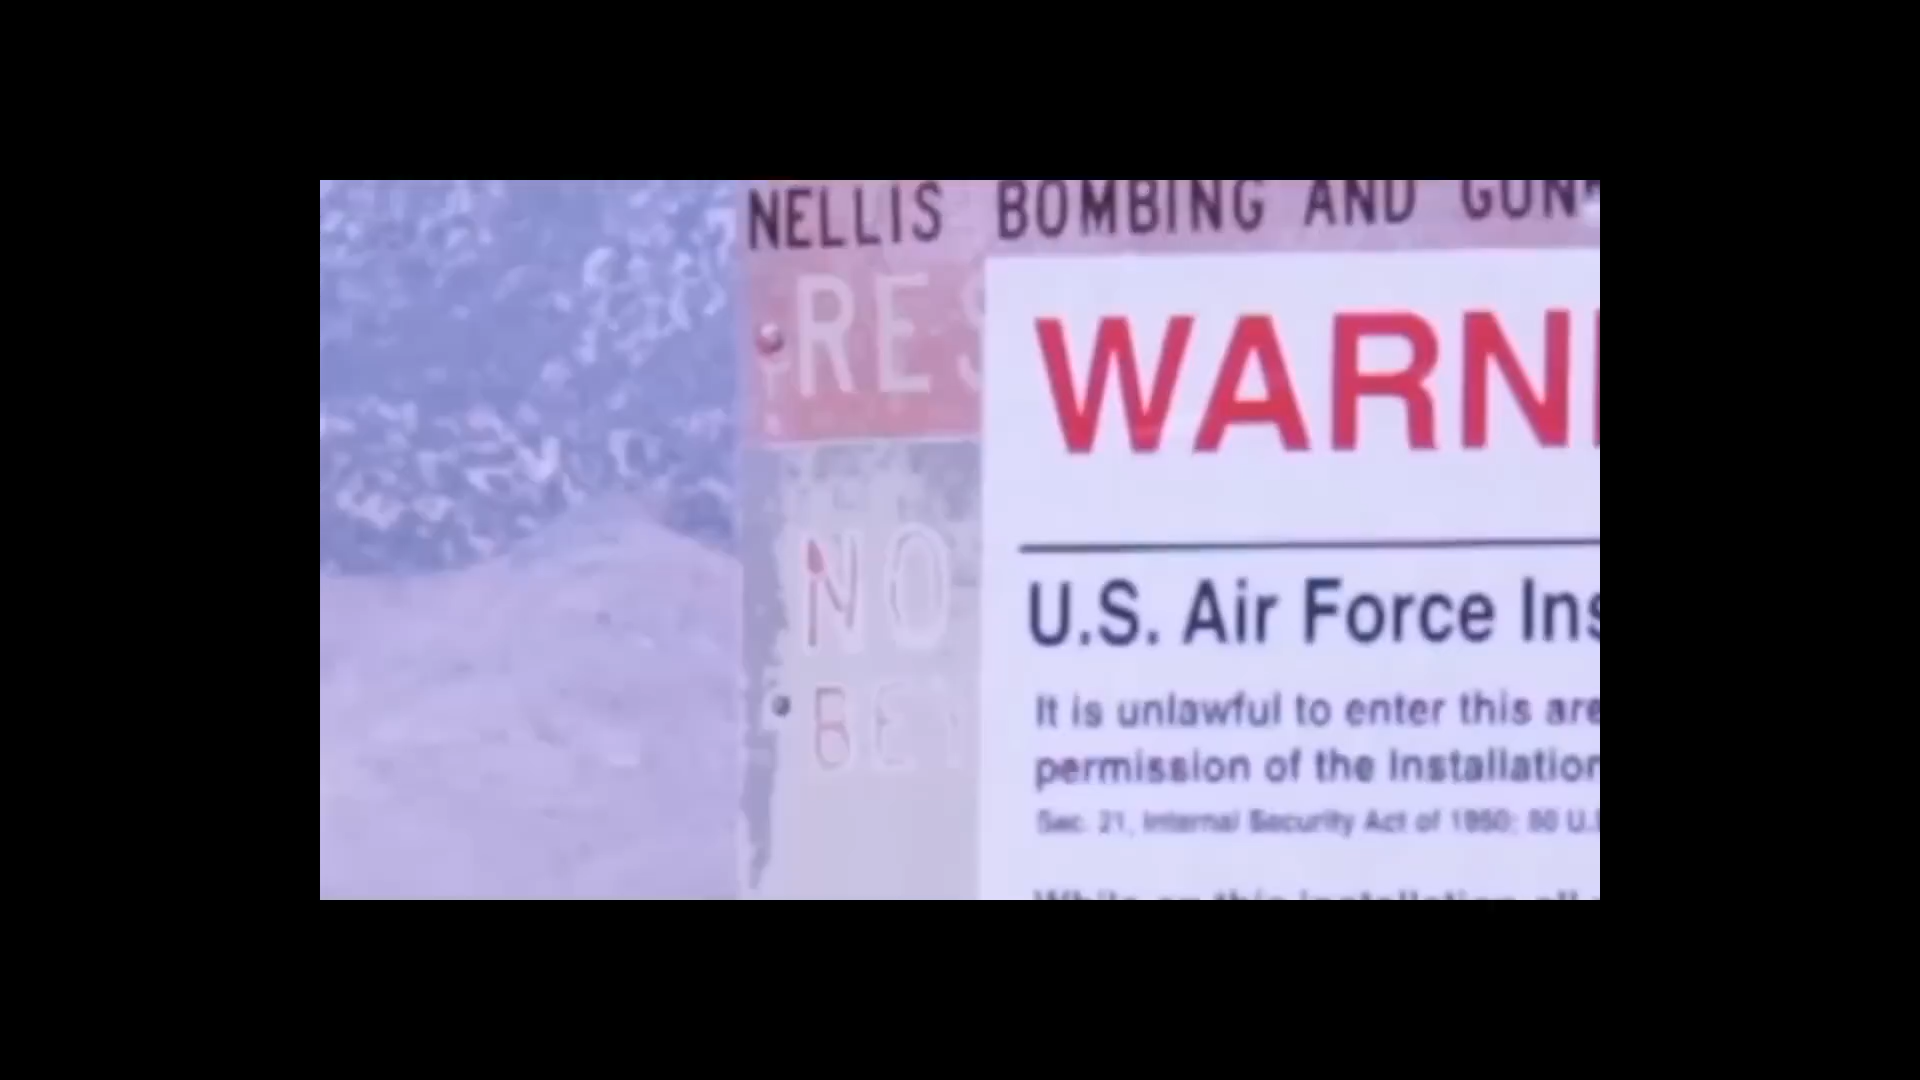 NELLIS BOMBING AND GUN
RES
WARN
NO
U.S. Air Force Ins
BEY
It is unlawful to enter this are
permission of the Installation
Sec. 21, Internal Security Act of 1950; 50 U.